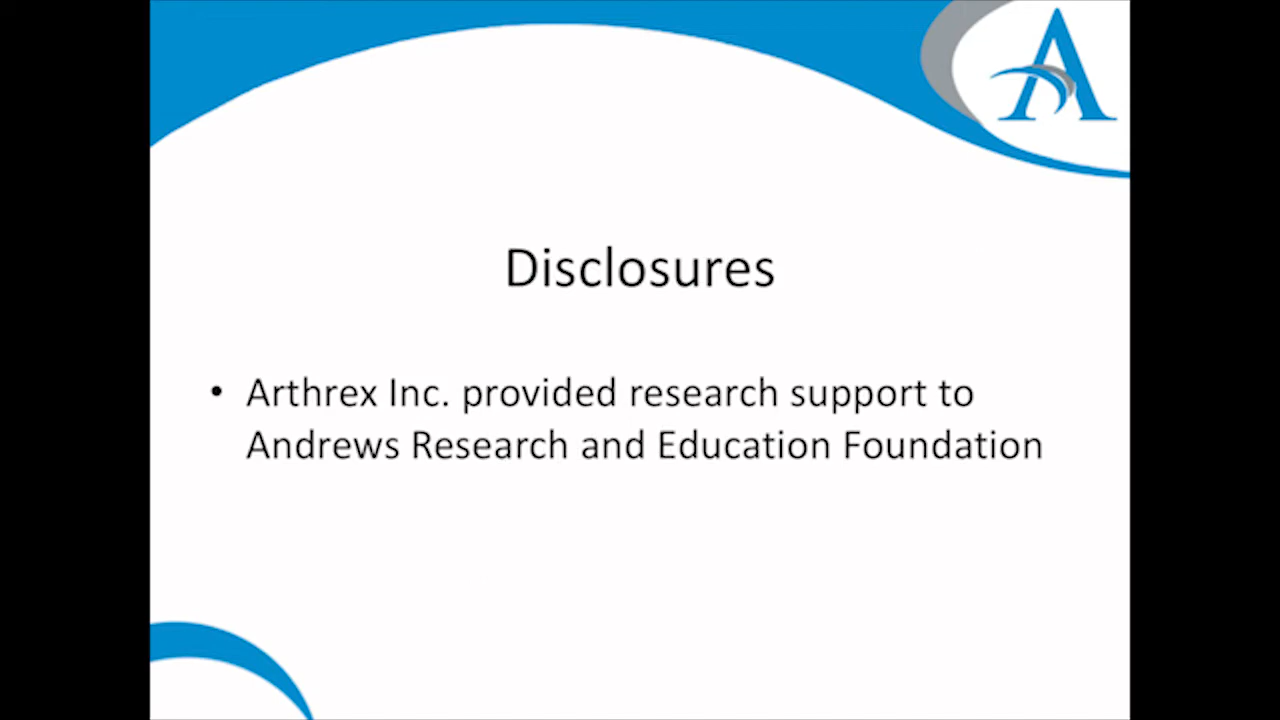 A
Disclosures
• Arthrex Inc. provided research support to
Andrews Research and Education Foundation